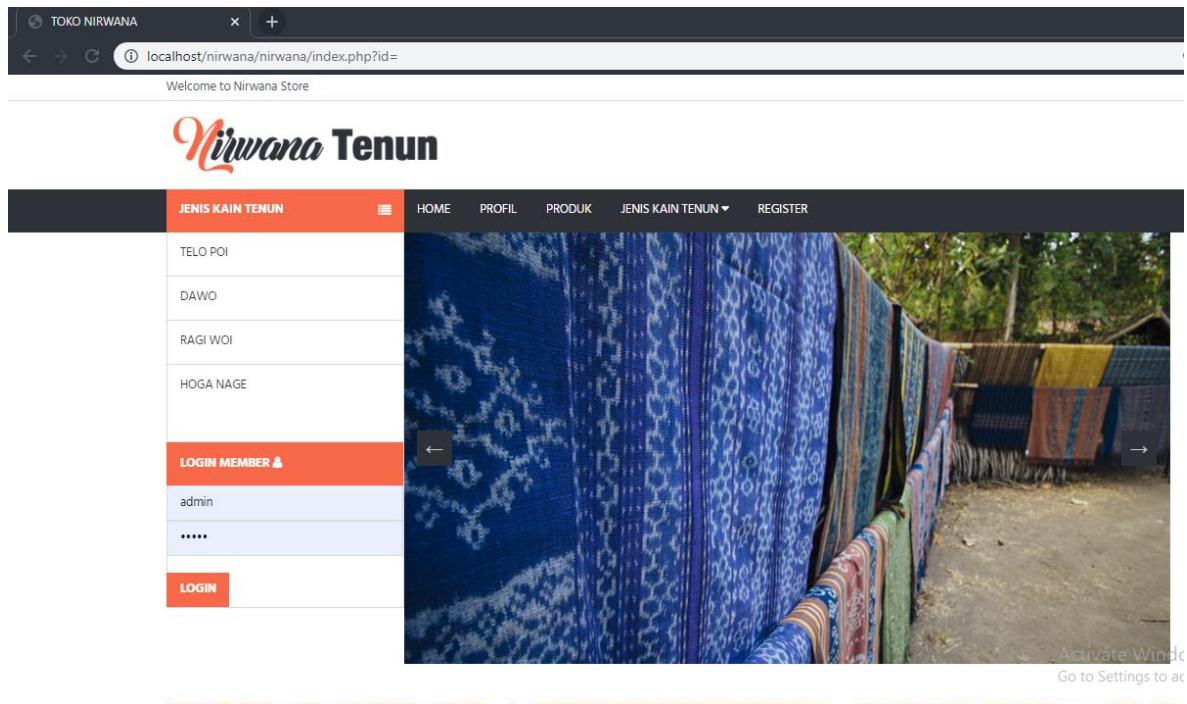 TOKO NIRWANA
localhost/nirwana/nirwana/index.php?id=
Welcome to Nirwana Store
Nirwana Tenun
JENIS KAIN TENUN
HOME PROFIL PRODUK JENIS KAIN TENUN REGISTER
TELO POI
DAWO
RAGI WOI
HOGA NAGE
LOGIN MEMBER
admin
•••••
LOGIN
Activate
Go to Settings to